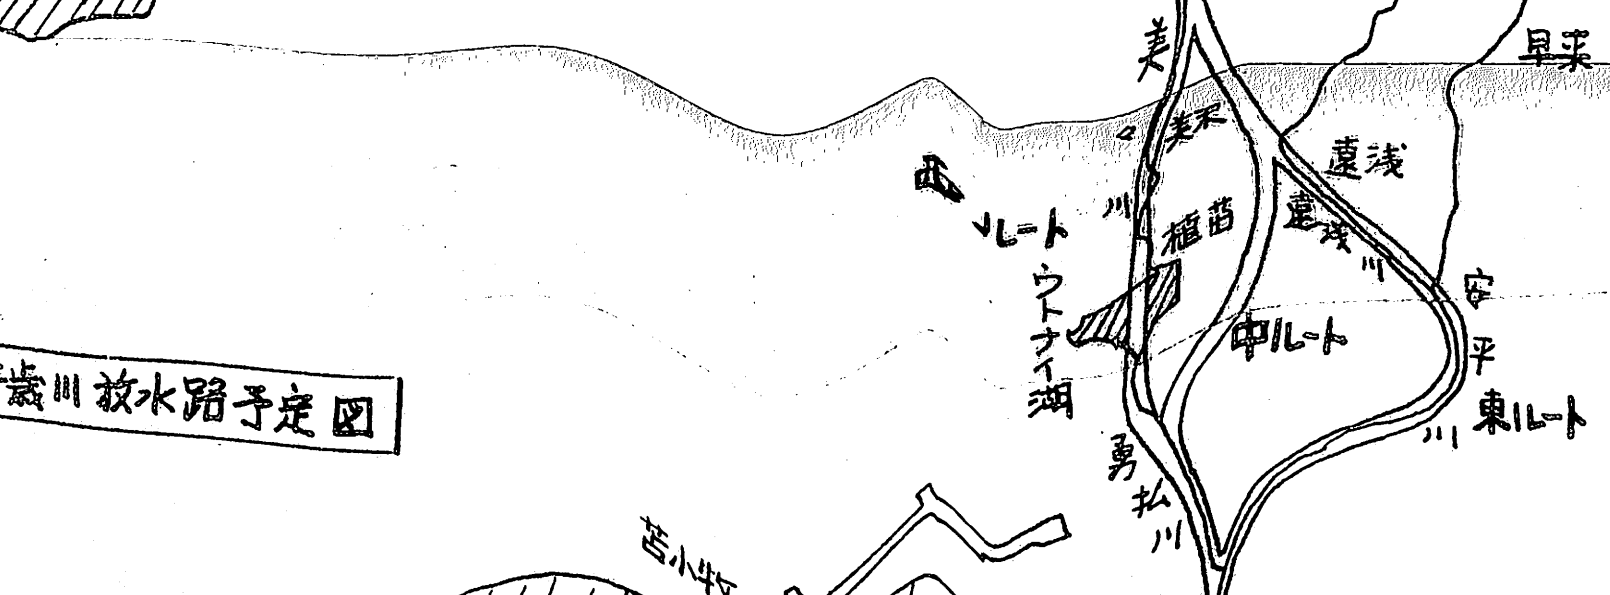 早来
美々川
美沢
遠浅
西ルート
植苗
遠浅川
ウトナイ湖
安平川
中ルート
千歳川放水路予定図
東ルート
勇払川
苫小牧